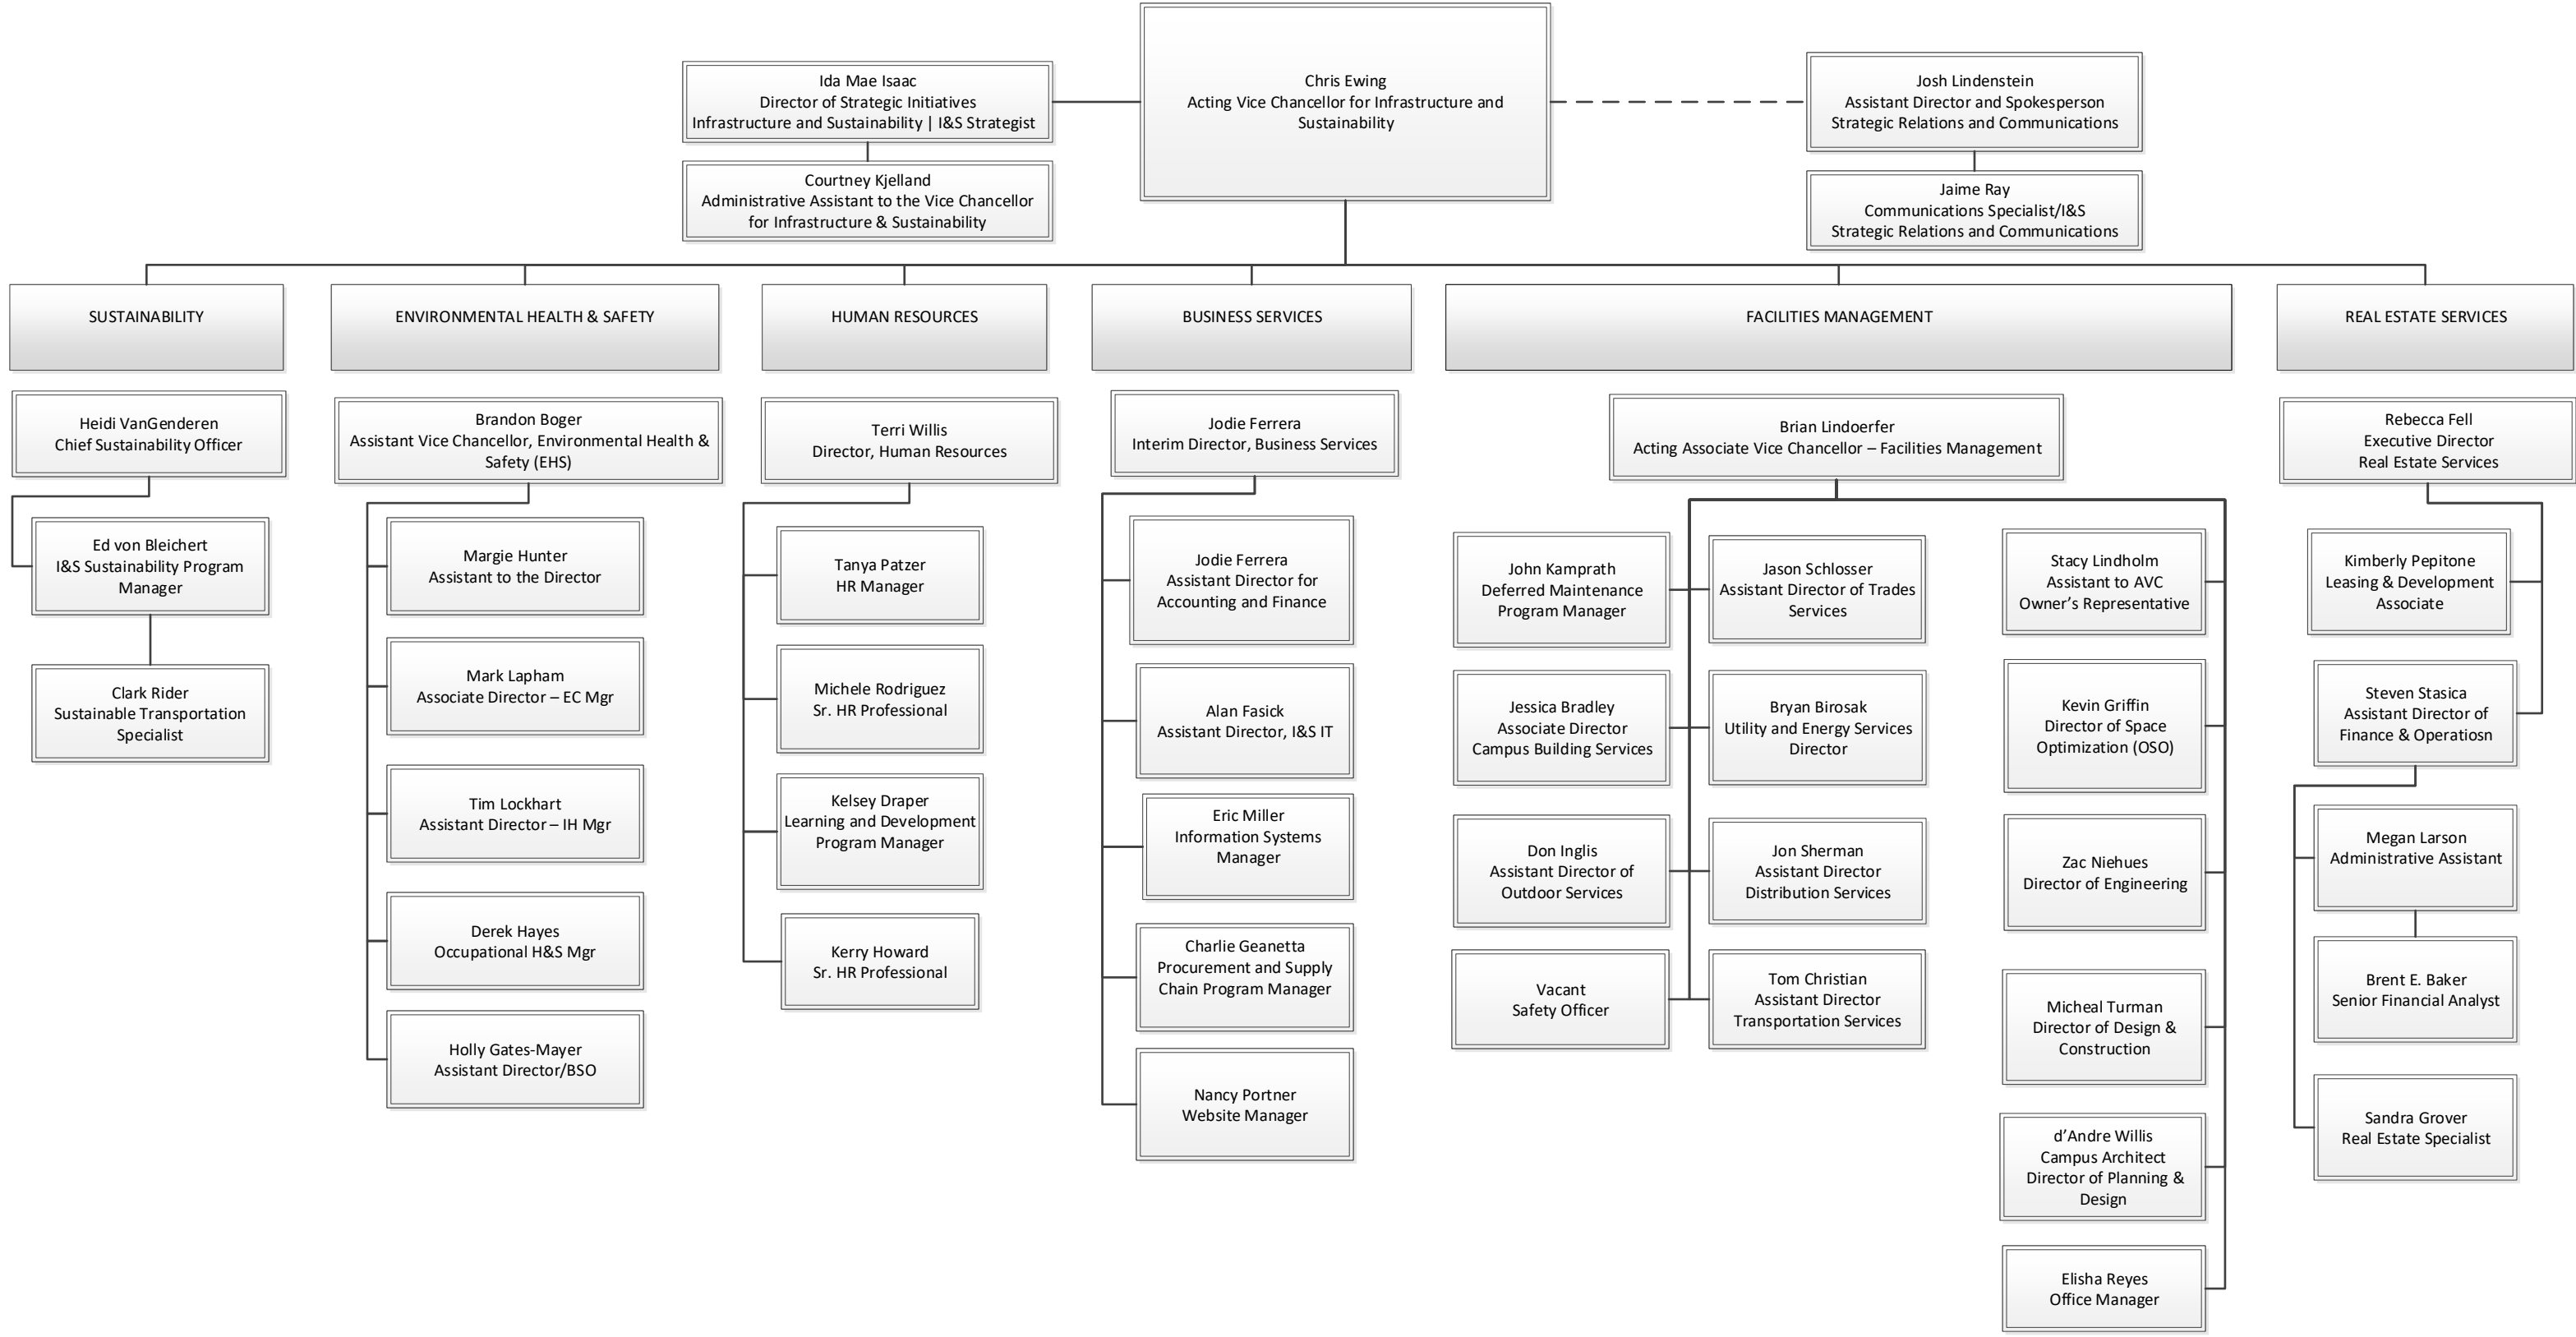 Ida Mae Isaac
Director of Strategic Initiatives
Infrastructure and Sustainability | I&S Strategist
Courtney Kjelland
Administrative Assistant to the Vice Chancellor
for Infrastructure & Sustainability
Chris Ewing
Acting Vice Chancellor for Infrastructure and
Sustainability
Josh Lindenstein
Assistant Director and Spokesperson
Strategic Relations and Communications
Jaime Ray
Communications Specialist/I&S
Strategic Relations and Communications
SUSTAINABILITY
Heidi VanGenderen
Chief Sustainability Officer
Ed von Bleichert
I&S Sustainability Program
Manager
Clark Rider
Sustainable Transportation
Specialist
ENVIRONMENTAL HEALTH & SAFETY
Brandon Boger
Assistant Vice Chancellor, Environmental Health &
Safety (EHS)
Margie Hunter
Assistant to the Director
Mark Lapham
Associate Director – EC Mgr
Tim Lockhart
Assistant Director – IH Mgr
Derek Hayes
Occupational H&S Mgr
Holly Gates-Mayer
Assistant Director/BSO
HUMAN RESOURCES
Terri Willis
Director, Human Resources
Tanya Patzer
HR Manager
Michele Rodriguez
Sr. HR Professional
Kelsey Draper
Learning and Development
Program Manager
Kerry Howard
Sr. HR Professional
BUSINESS SERVICES
Jodie Ferrera
Interim Director, Business Services
Jodie Ferrera
Assistant Director for
Accounting and Finance
Alan Fasick
Assistant Director, I&S IT
Eric Miller
Information Systems
Manager
Charlie Geanetta
Procurement and Supply
Chain Program Manager
Nancy Portner
Website Manager
FACILITIES MANAGEMENT
Brian Lindoerfer
Acting Associate Vice Chancellor – Facilities Management
John Kamprath
Deferred Maintenance
Program Manager
Jessica Bradley
Associate Director
Campus Building Services
Don Inglis
Assistant Director of
Outdoor Services
Vacant
Safety Officer
Jason Schlosser
Assistant Director of Trades
Services
Bryan Birosak
Utility and Energy Services
Director
Jon Sherman
Assistant Director
Distribution Services
Tom Christian
Assistant Director
Transportation Services
Stacy Lindholm
Assistant to AVC
Owner’s Representative
Kevin Griffin
Director of Space
Optimization (OSO)
Zac Niehues
Director of Engineering
Micheal Turman
Director of Design &
Construction
d’Andre Willis
Campus Architect
Director of Planning &
Design
Elisha Reyes
Office Manager
REAL ESTATE SERVICES
Rebecca Fell
Executive Director
Real Estate Services
Kimberly Pepitone
Leasing & Development
Associate
Steven Stasica
Assistant Director of
Finance & Operatiosn
Megan Larson
Administrative Assistant
Brent E. Baker
Senior Financial Analyst
Sandra Grover
Real Estate Specialist